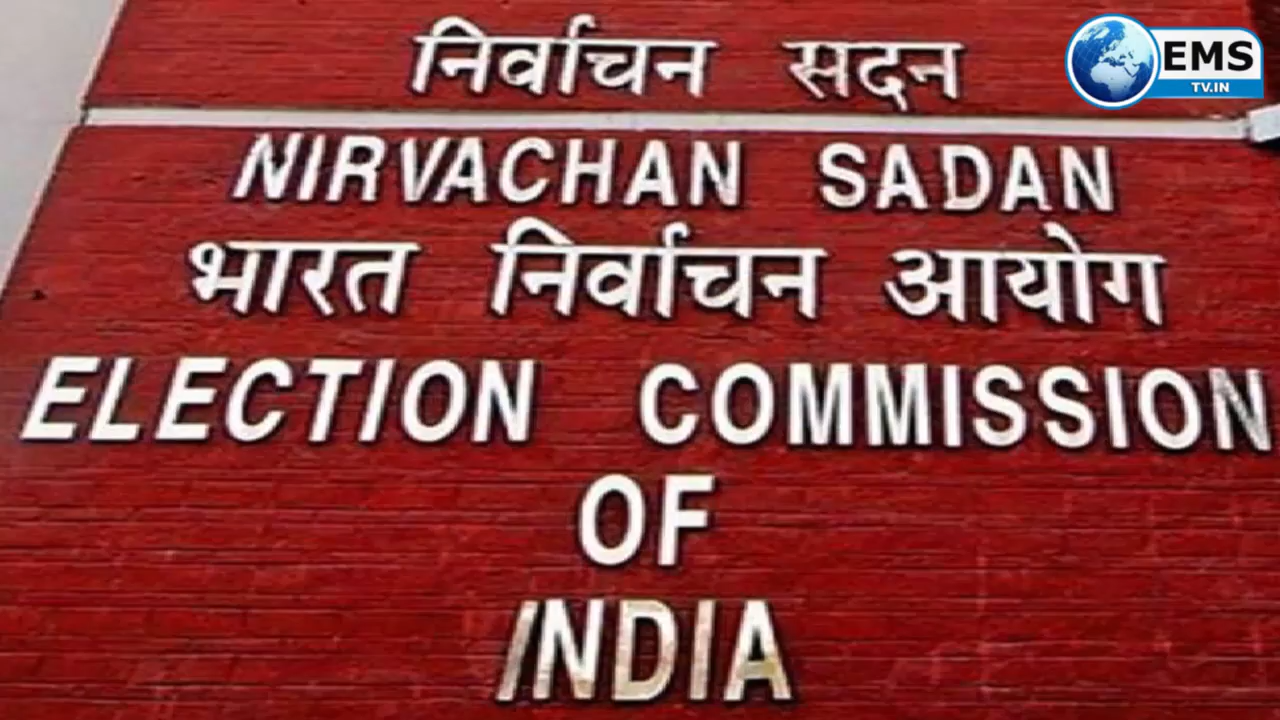 निर्वाचन सदन
EMS
TV.IN
NIRVACHAN SADAN
भारत निर्वाचन आयोग
ELECTION COMMISSION
OF
INDIA